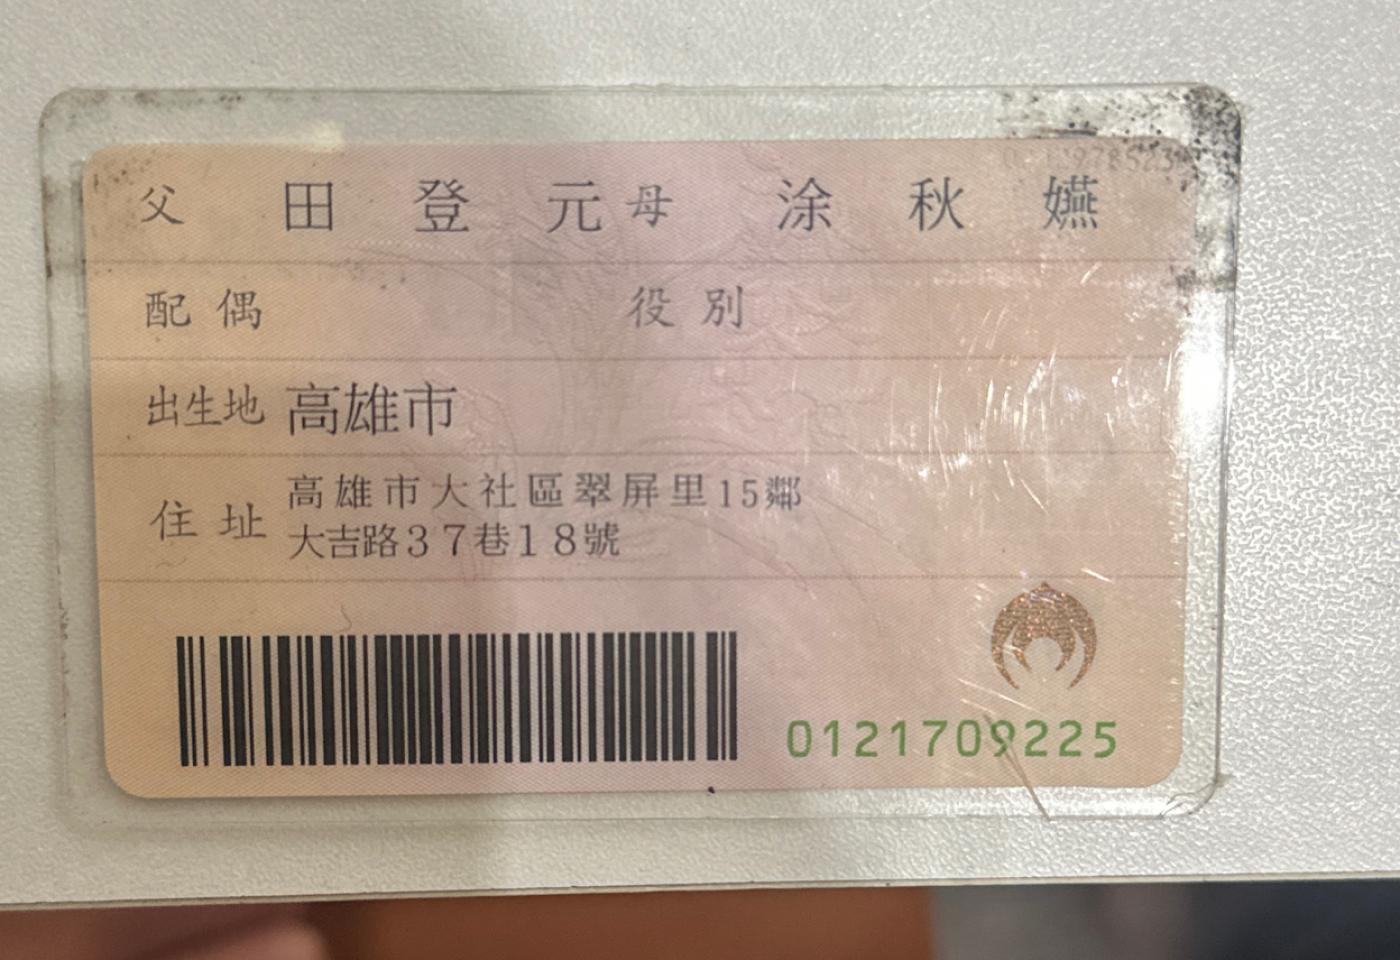 父 田登元 母 涂秋嬿
配偶 役別
出生地 高雄市
住址 高雄市大社區翠屏里15鄰
大吉路37巷18號
0121709225